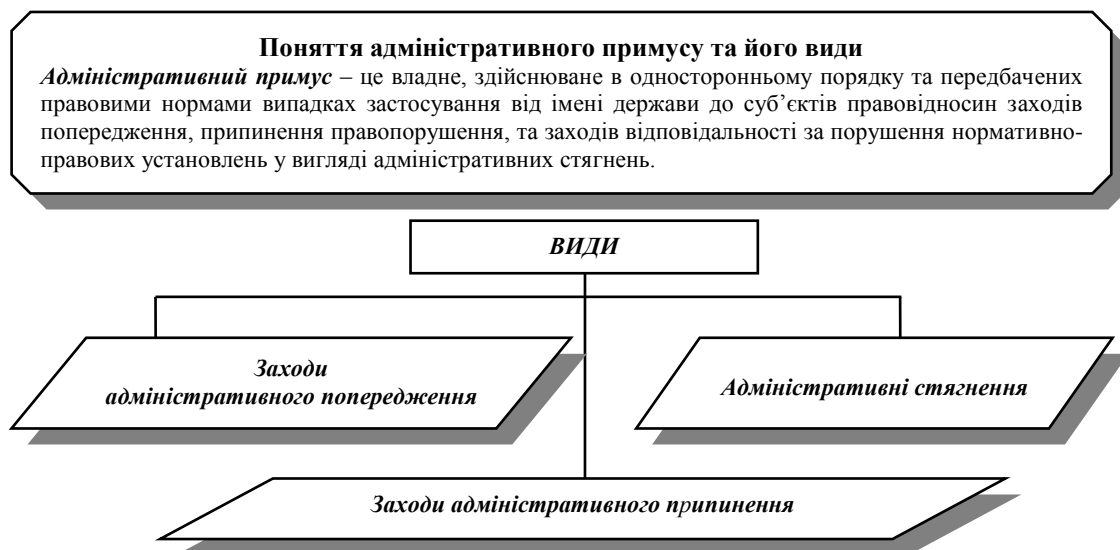 Поняття адміністративного примусу та його види
Адміністративний примус – це владне, здійснюване в односторонньому порядку та передбачених
правовими нормами випадках застосування від імені держави до суб’єктів правовідносин заходів
попередження, припинення правопорушення, та заходів відповідальності за порушення нормативно-
правових установлень у вигляді адміністративних стягнень.
ВИДИ
Заходи
адміністративного попередження
Адміністративні стягнення
Заходи адміністративного припинення